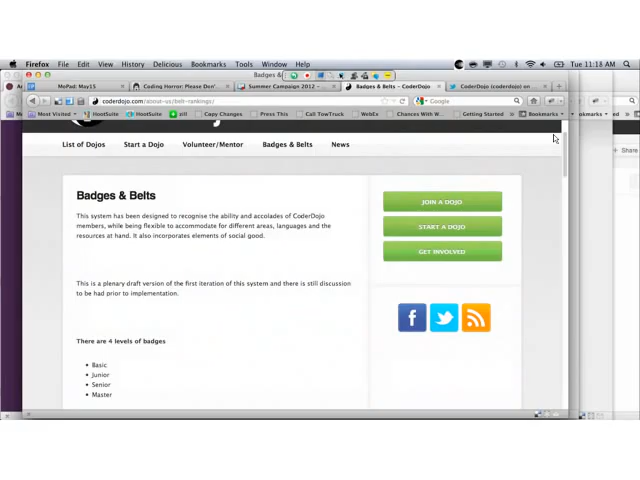 Firefox File Edit View History Delicious Bookmarks Tools Window Help Tue 11:18 AM
Badges &
MoPad: May15 Coding Horror: Please Don'... Summer Campaign 2012 - ... Badges & Belts - CoderDojo CoderDojo (coderdojo) on ...
coderdojo.com/about-us/belt-rankings/ Google
Most Visited HootSuite HootSuite sill Copy Changes Press This Call TowTruck WebEx Chances With W... Getting Started Bookmarks
List of Dojos Start a Dojo Volunteer/Mentor Badges & Belts News
Share
Badges & Belts
This system has been designed to recognise the ability and accolades of CoderDojo
members, while being flexible to accommodate for different areas, languages and the
resources at hand. It also incorporates elements of social good.
This is a plenary draft version of the first iteration of this system and there is still discussion
to be had prior to implementation.
There are 4 levels of badges
Basic
Junior
Senior
Master
JOIN A DOJO
START A DOJO
GET INVOLVED